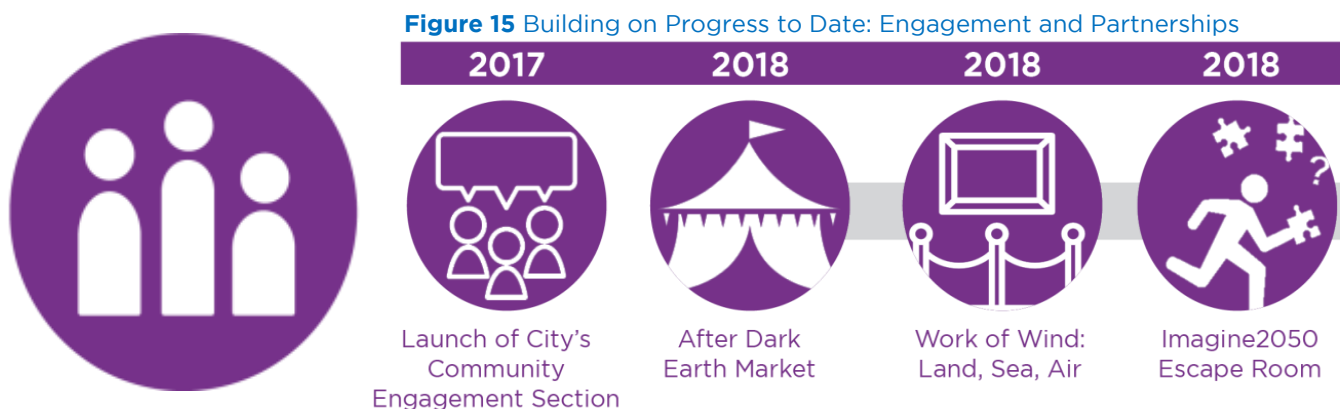 Figure 15 Building on Progress to Date: Engagement and Partnerships
2017
2018
2018
2018
?
Launch of City's
Community
Engagement Section
After Dark
Earth Market
Work of Wind:
Land, Sea, Air
Imagine2050
Escape Room